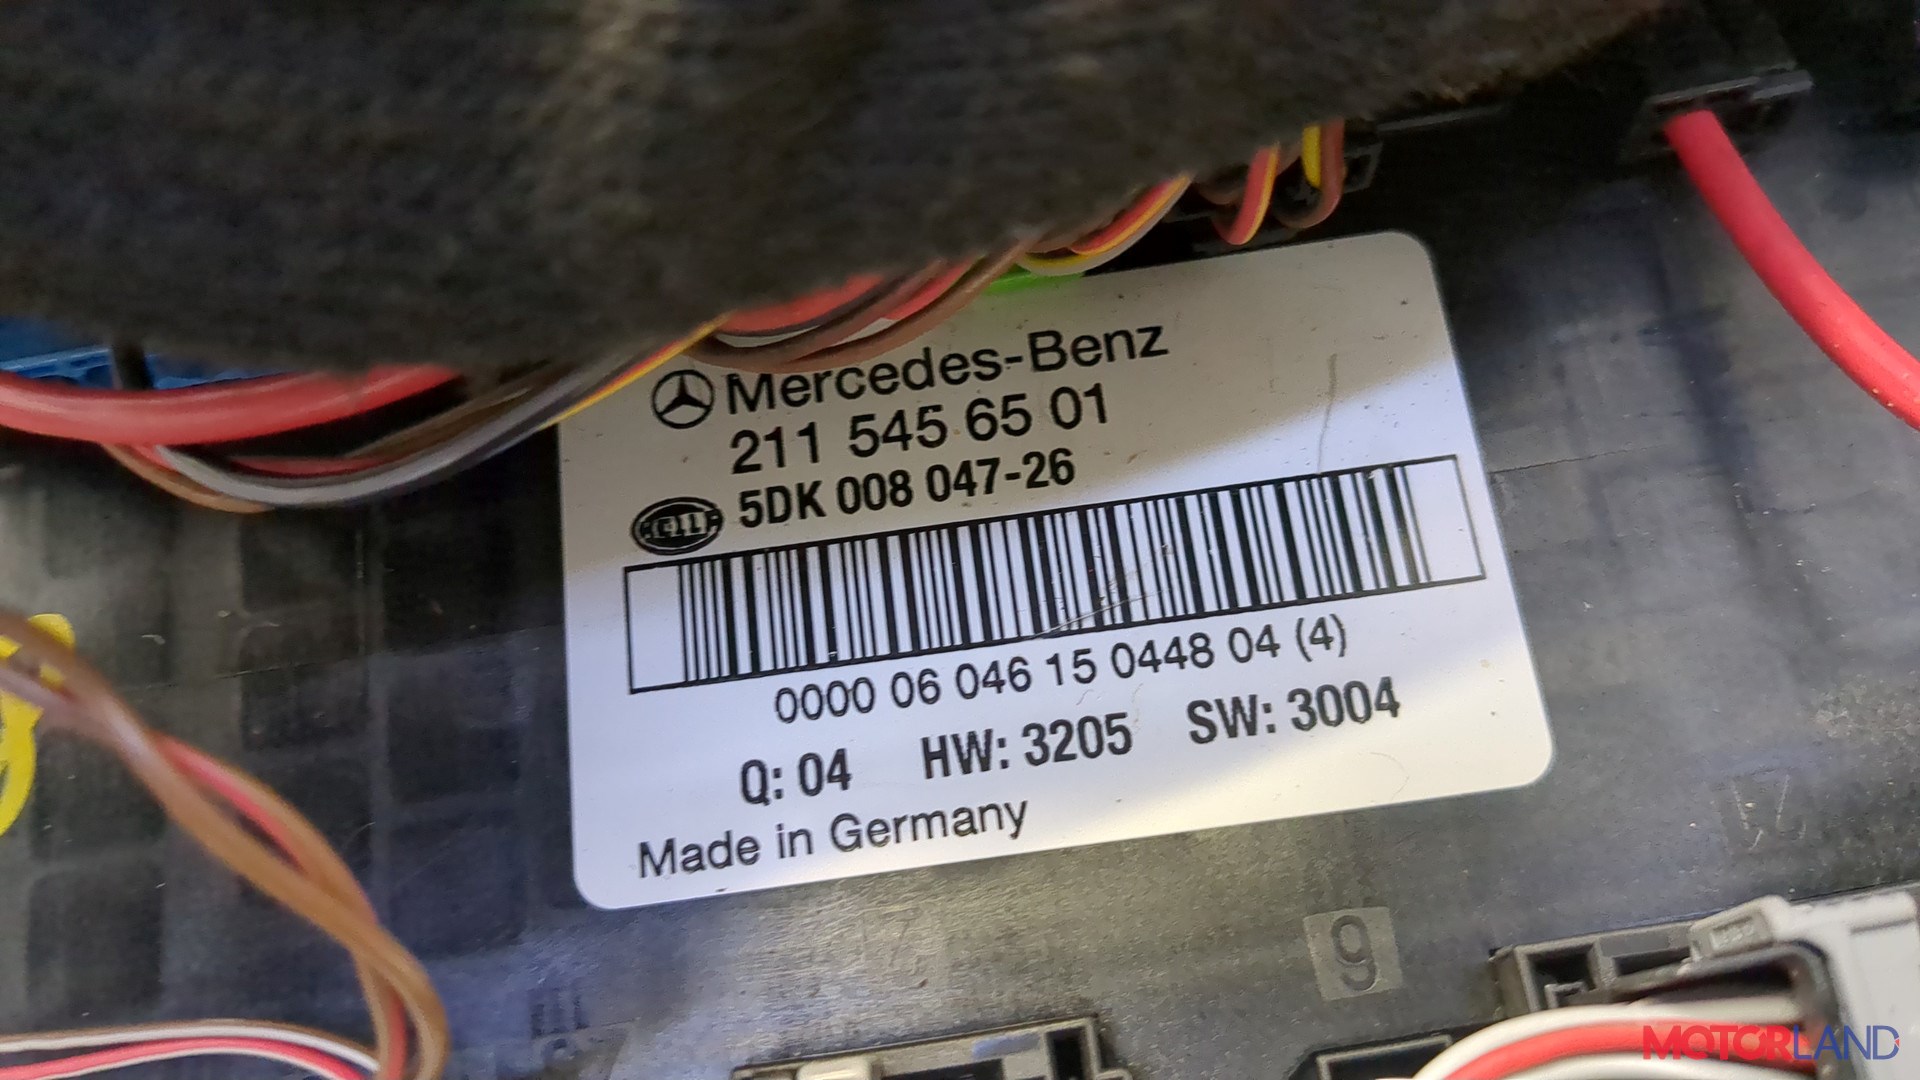 Mercedes-Benz
211 545 65 01
HELLA 5DK 008 047-26
0000 06 046 15 0448 04 (4)
Q: 04 HW: 3205 SW: 3004
Made in Germany
9
MOTORLAND